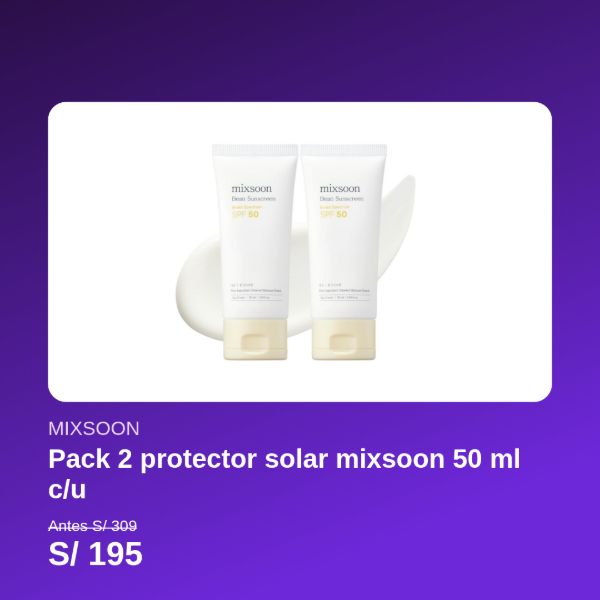 mixsoon
Bean Sunscreen
SPF 50
mixsoon
Bean Sunscreen
SPF 50
MIXSOON
Pack 2 protector solar mixsoon 50 ml
c/u
Antes S/ 309
S/ 195